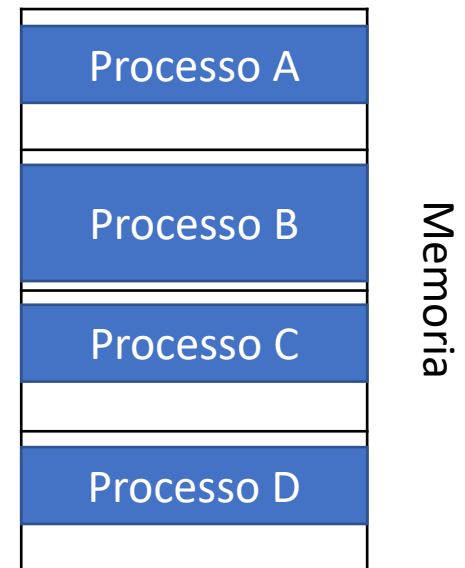 Processo A
Processo B
Memoria
Processo C
Processo D